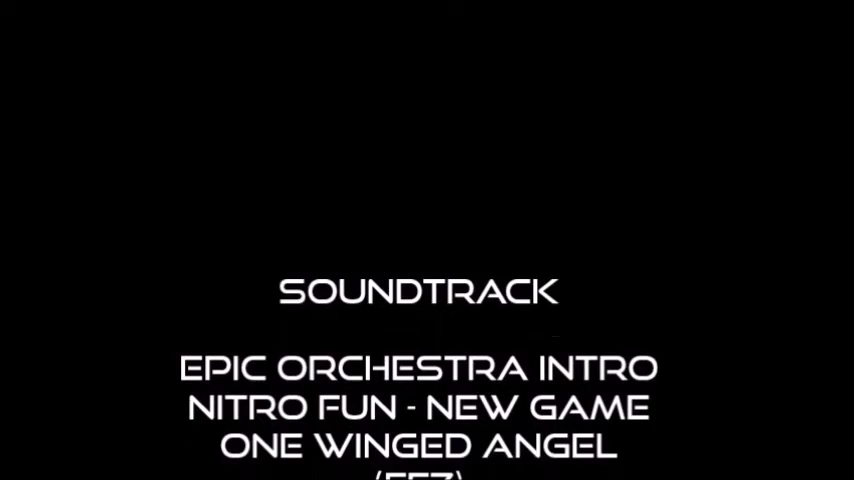 SOUNDTRACK
EPIC ORCHESTRA INTRO
NITRO FUN - NEW GAME
ONE WINGED ANGEL